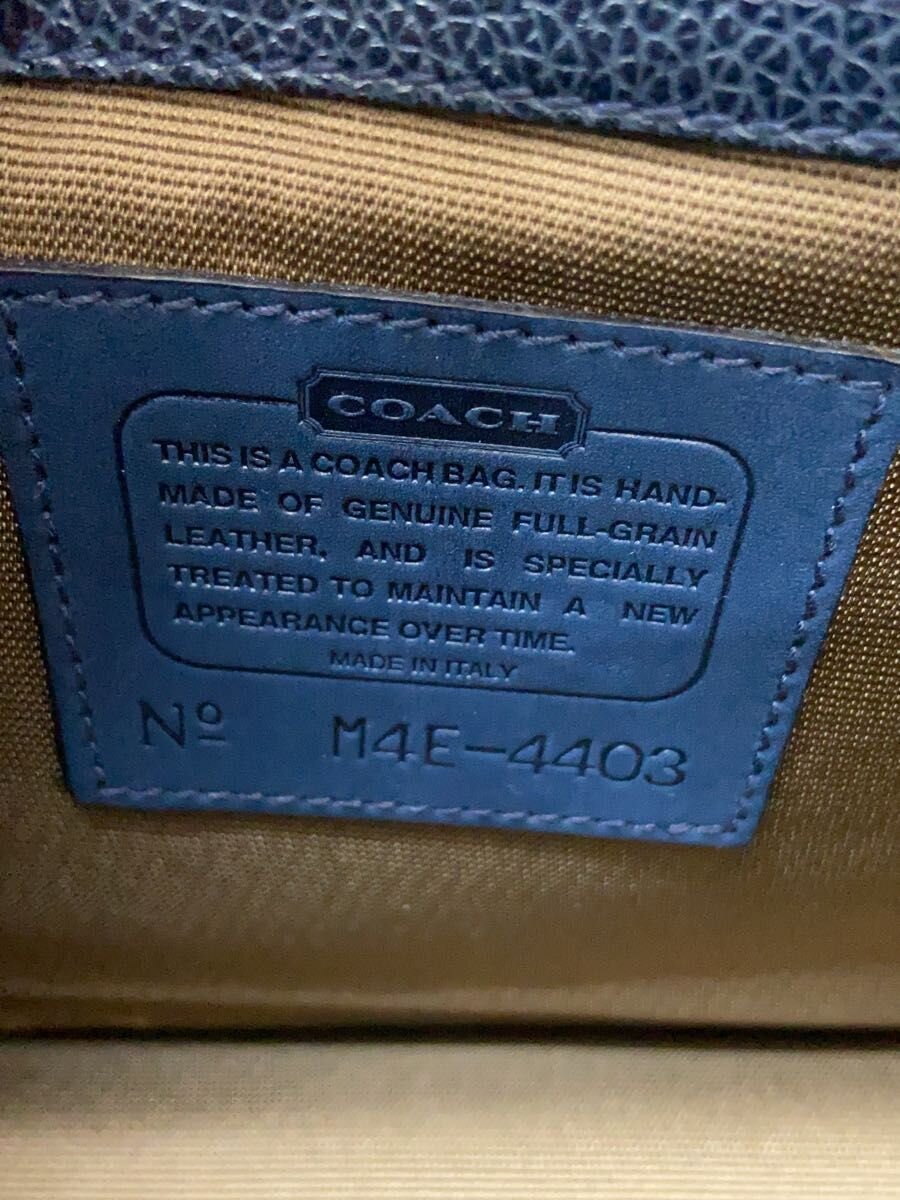 COACH
THIS IS A COACH BAG. IT IS HAND-
MADE OF GENUINE FULL-GRAIN
LEATHER, AND IS SPECIALLY
TREATED TO MAINTAIN A NEW
APPEARANCE OVER TIME.
MADE IN ITALY
Nº M4E-4403